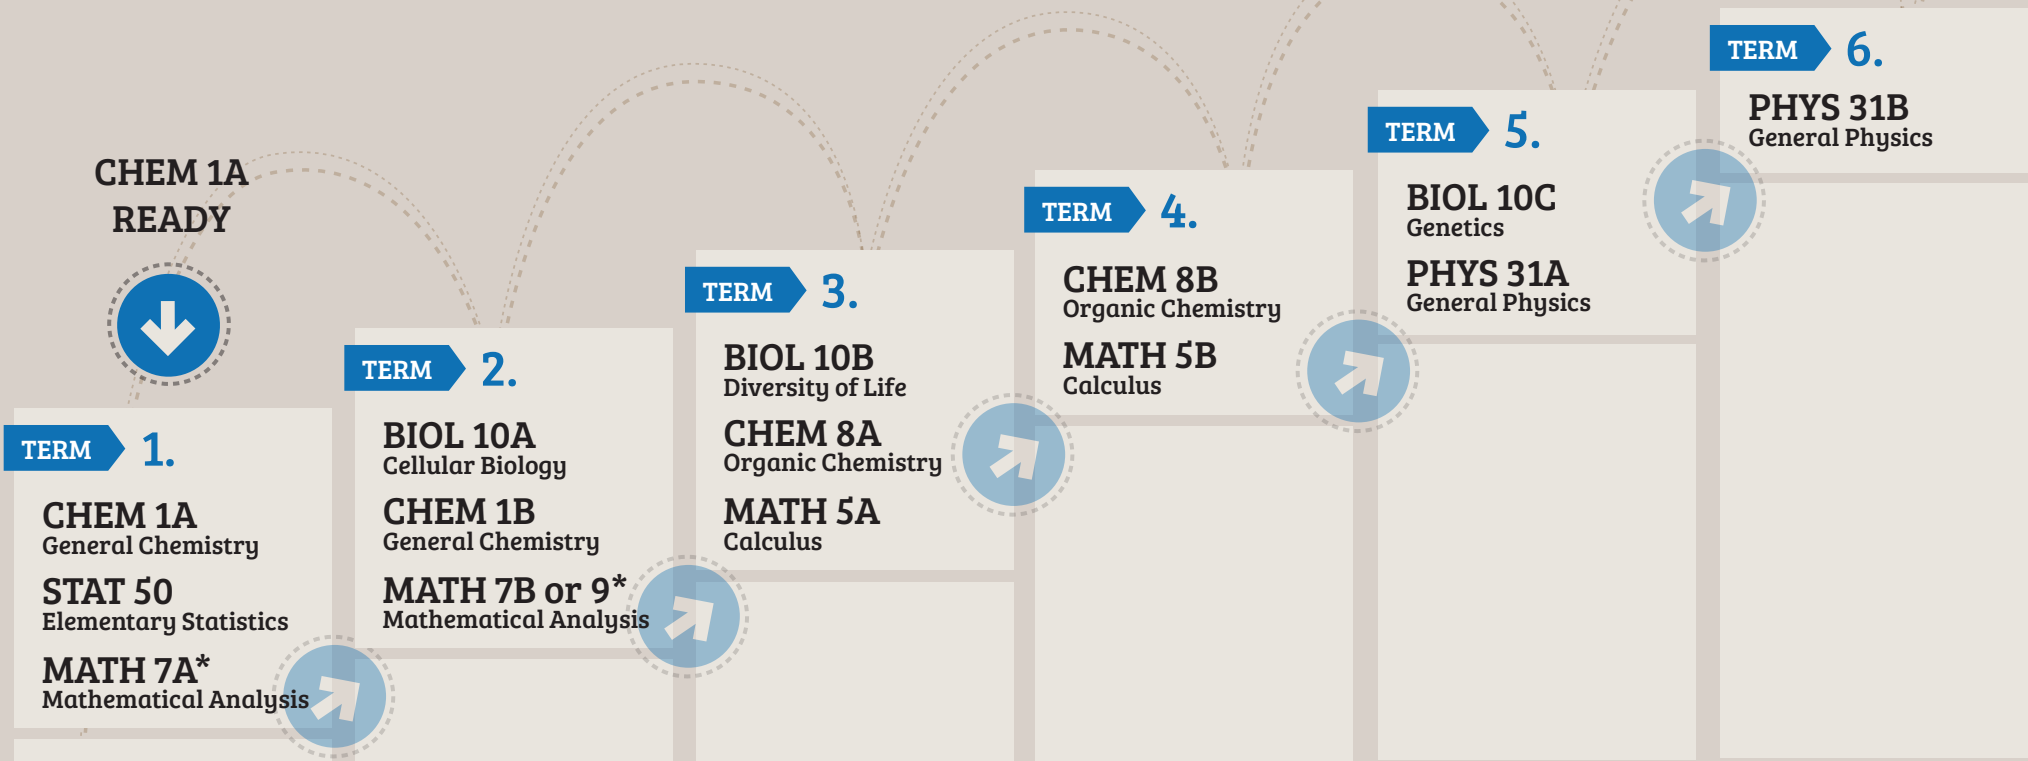 CHEM 1A
READY
TERM 1.
CHEM 1A
General Chemistry
STAT 50
Elementary Statistics
MATH 7A*
Mathematical Analysis
TERM 2.
BIOL 10A
Cellular Biology
CHEM 1B
General Chemistry
MATH 7B or 9*
Mathematical Analysis
TERM 3.
BIOL 10B
Diversity of Life
CHEM 8A
Organic Chemistry
MATH 5A
Calculus
TERM 4.
CHEM 8B
Organic Chemistry
MATH 5B
Calculus
TERM 5.
BIOL 10C
Genetics
PHYS 31A
General Physics
TERM 6.
PHYS 31B
General Physics